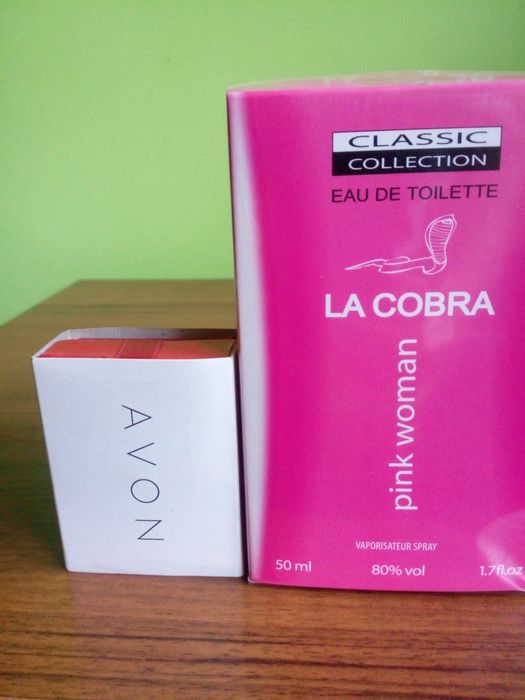 AVON
CLASSIC
COLLECTION
EAU DE TOILETTE
LA COBRA
pink woman
VAPORISATEUR SPRAY
50 ml
80% vol
1.7fl.oz